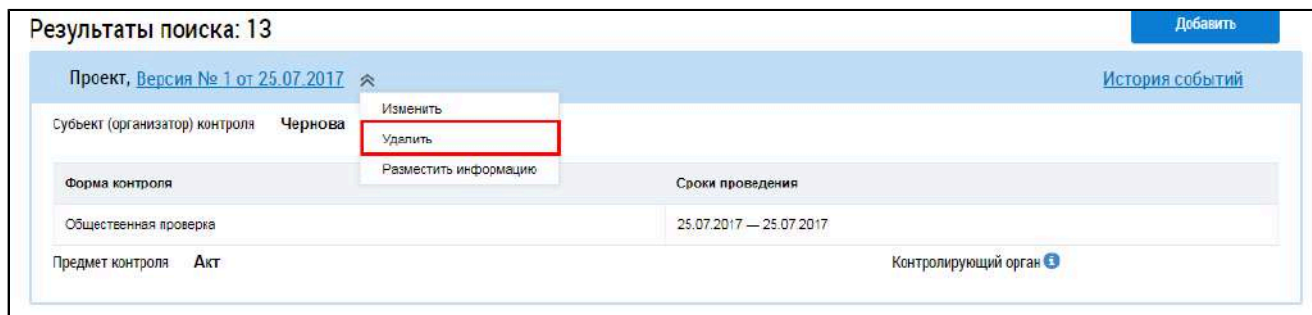 Результаты поиска: 13
Добавить
Проект, Версия № 1 от 25.07.2017
История событий
Изменить
Субъект (организатор) контроля Чернова
Удалить
Разместить информацию
Форма контроля
Сроки проведения
Общественная проверка
25.07.2017 — 25.07.2017
Предмет контроля Акт
Контролирующий орган